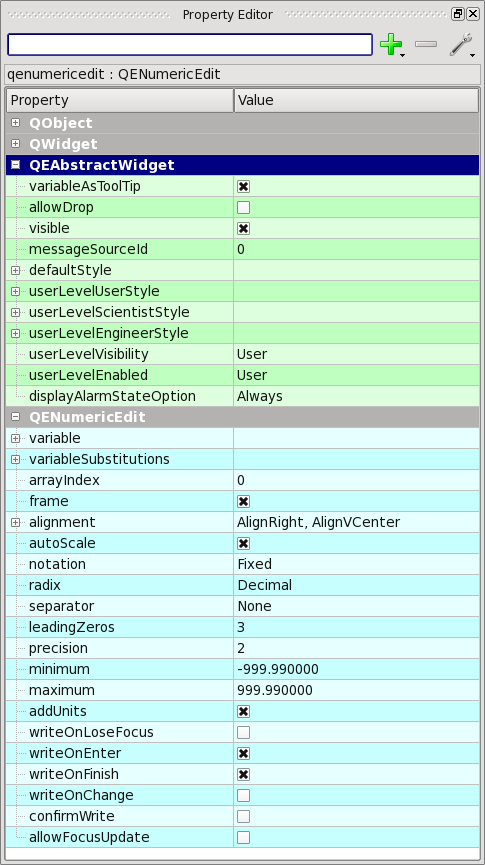 Property Editor
qenumericedit : QENumericEdit
Property Value
QObject
QWidget
QEAbstractWidget
variableAsToolTip
allowDrop
visible
messageSourceId 0
defaultStyle
userLevelUserStyle
userLevelScientistStyle
userLevelEngineerStyle
userLevelVisibility User
userLevelEnabled User
displayAlarmStateOption Always
QENumericEdit
variable
variableSubstitutions
arrayIndex 0
frame
alignment AlignRight, AlignVCenter
autoScale
notation Fixed
radix Decimal
separator None
leadingZeros 3
precision 2
minimum -999.990000
maximum 999.990000
addUnits
writeOnLoseFocus
writeOnEnter
writeOnFinish
writeOnChange
confirmWrite
allowFocusUpdate